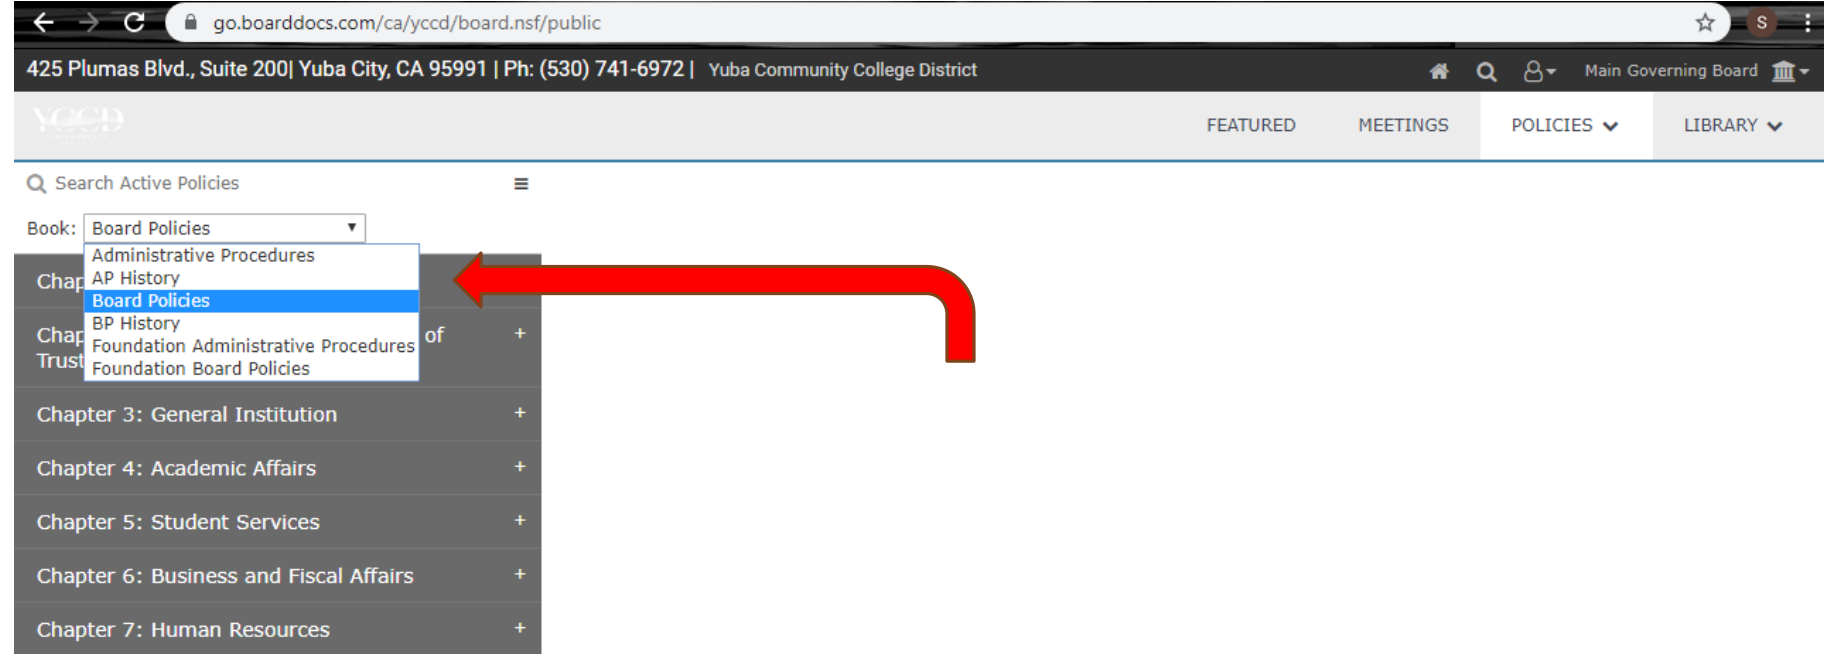 go.boarddocs.com/ca/yccd/board.nsf/public
S
425 Plumas Blvd., Suite 200| Yuba City, CA 95991 | Ph: (530) 741-6972 | Yuba Community College District
Main Governing Board
YCCD
FEATURED MEETINGS POLICIES LIBRARY
Search Active Policies
Book: Board Policies
Administrative Procedures
AP History
Board Policies
BP History
Foundation Administrative Procedures
Foundation Board Policies
Chap
Chap of
Trust
Chapter 3: General Institution +
Chapter 4: Academic Affairs +
Chapter 5: Student Services +
Chapter 6: Business and Fiscal Affairs +
Chapter 7: Human Resources +